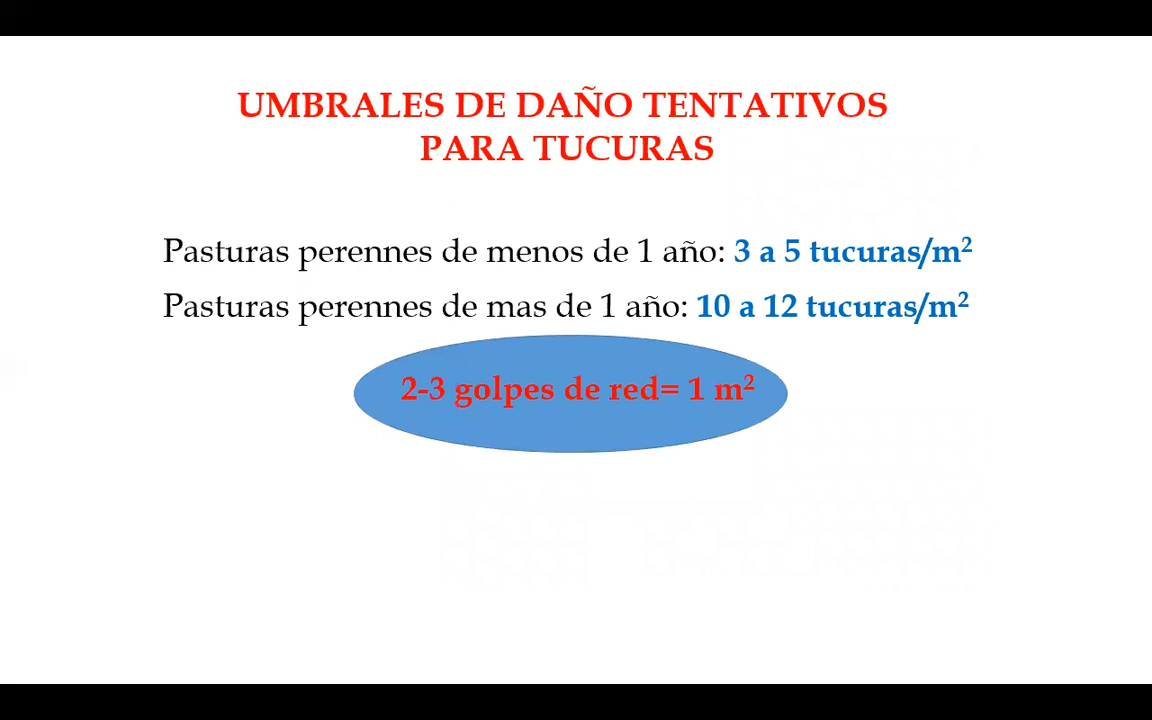 UMBRALES DE DAÑO TENTATIVOS
PARA TUCURAS
Pasturas perennes de menos de 1 año: 3 a 5 tucuras/m²
Pasturas perennes de mas de 1 año: 10 a 12 tucuras/m²
2-3 golpes de red= 1 m²